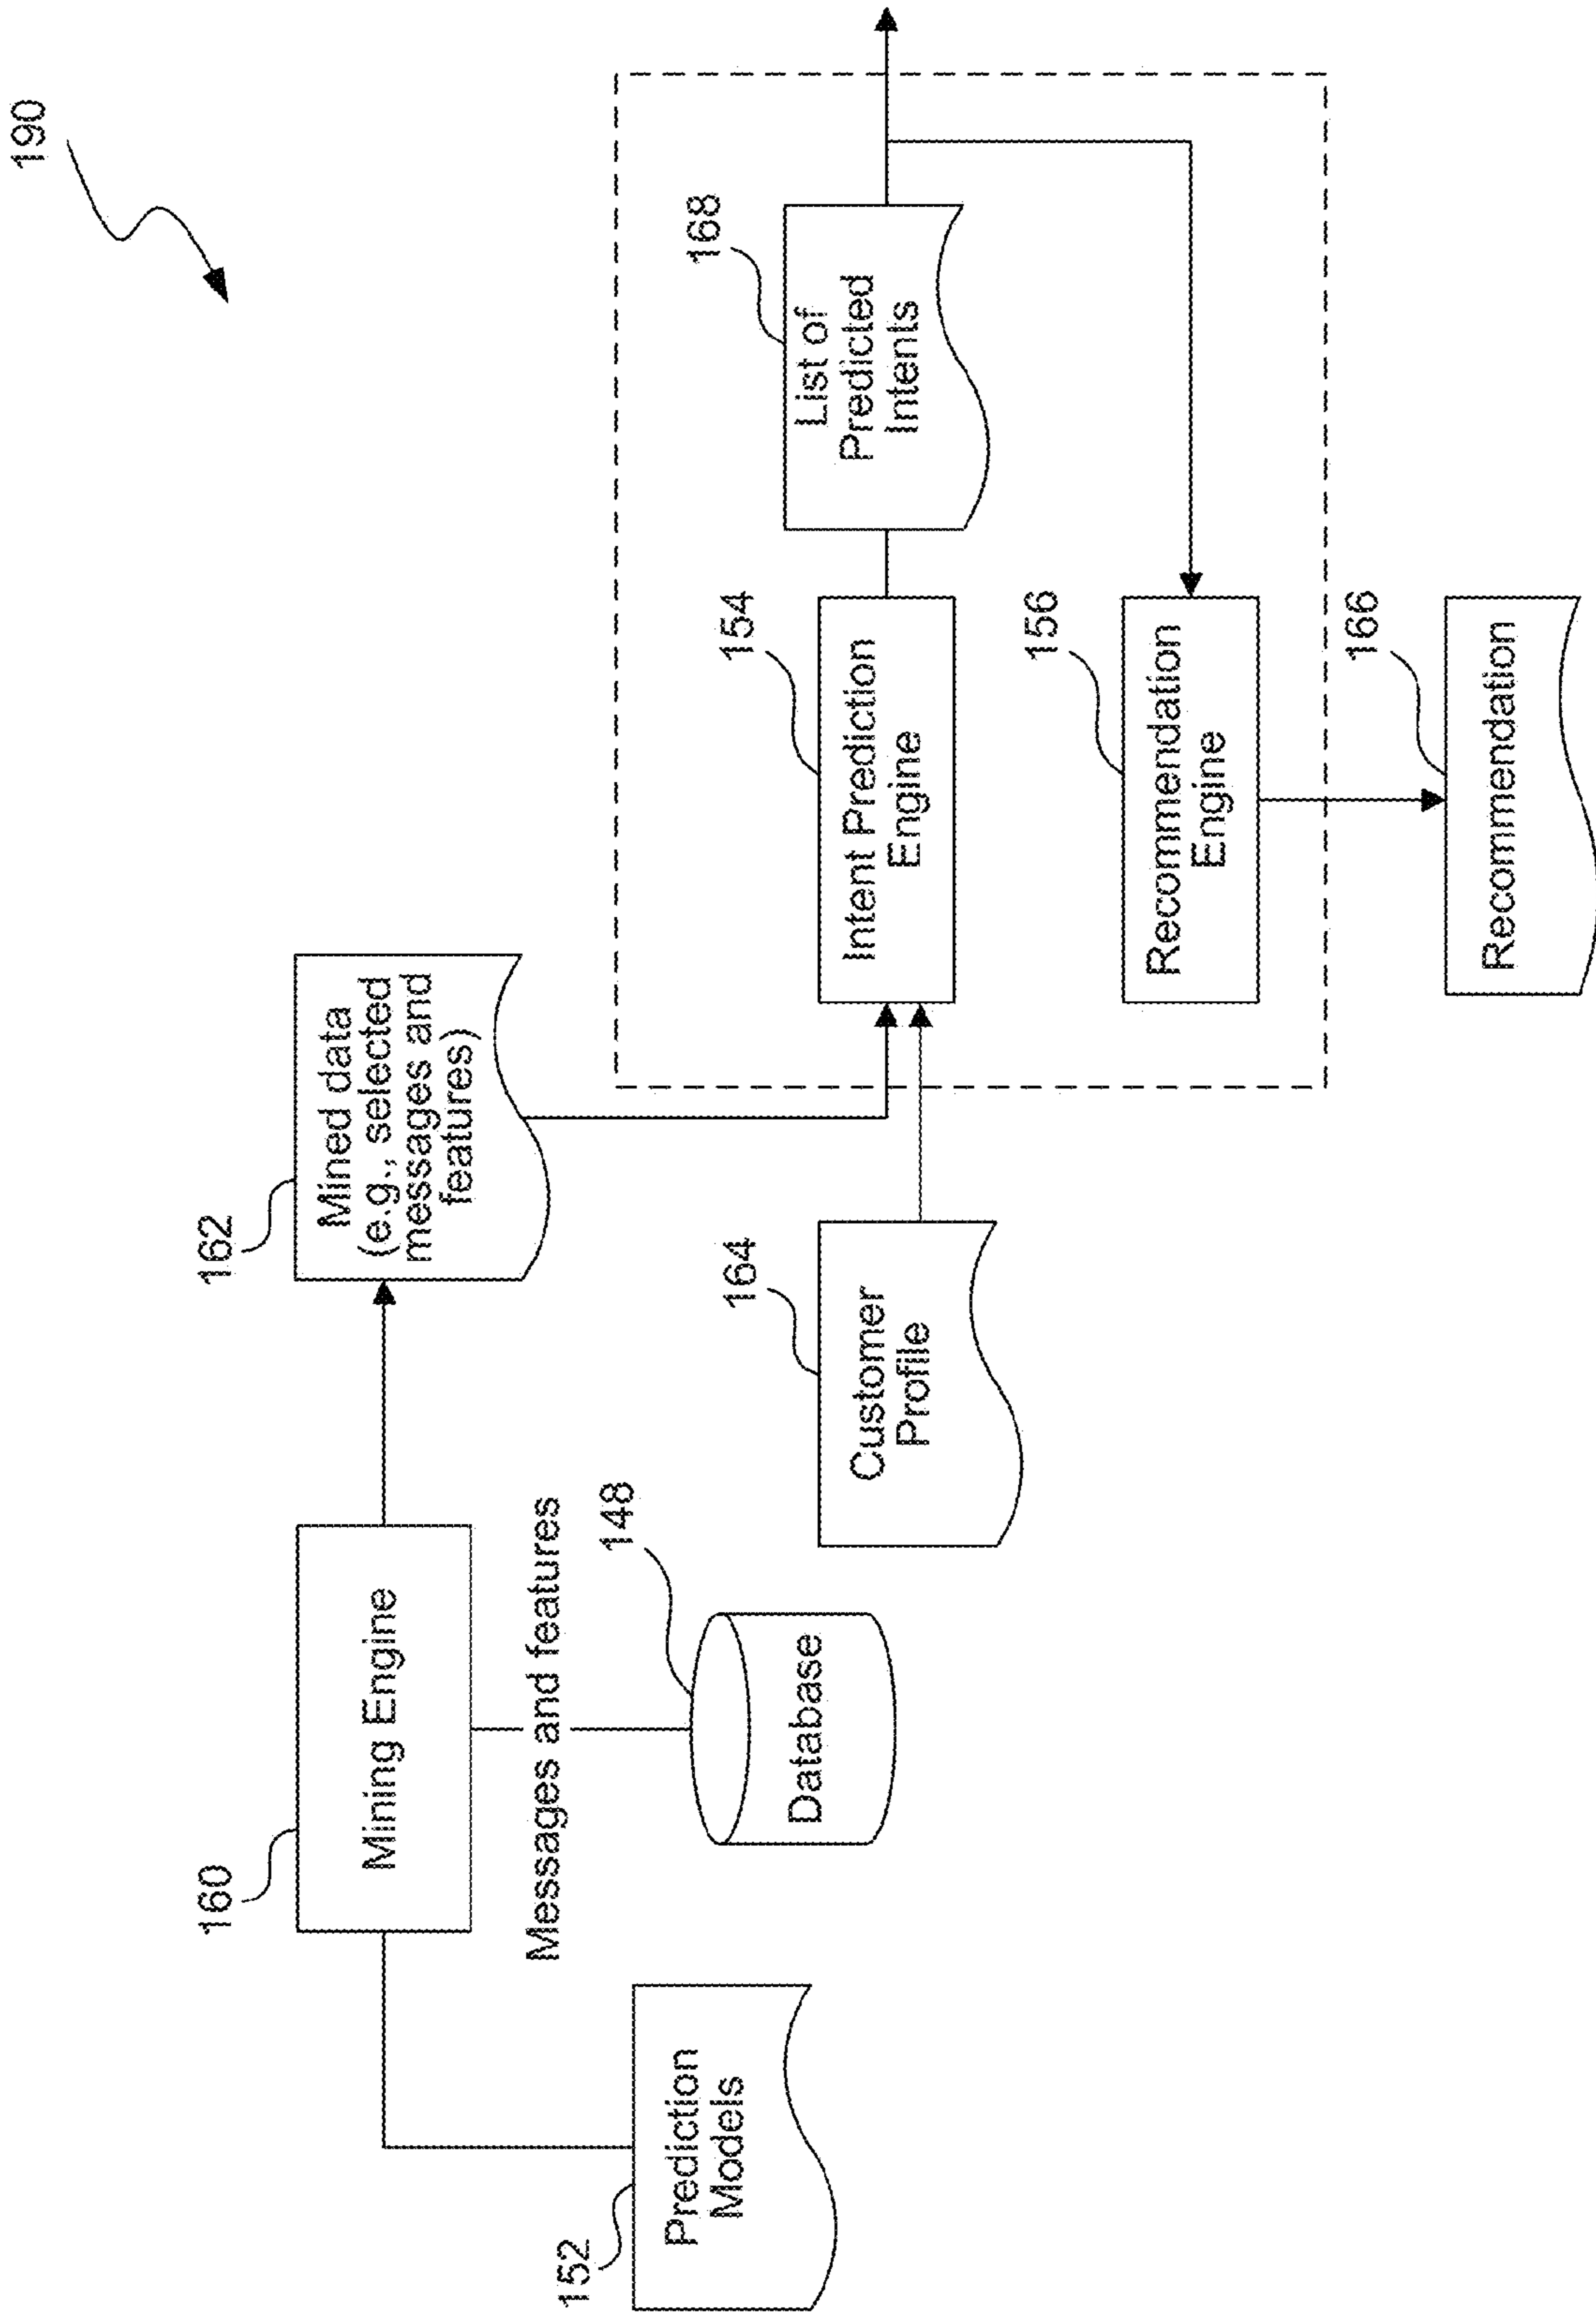 190
160
Mining Engine
162
Mined data
(e.g., selected
messages and
features)
Messages and features
152
Prediction
Models
148
Database
164
Customer
Profile
154
Intent Prediction
Engine
168
List of
Predicted
Intents
156
Recommendation
Engine
166
Recommendation